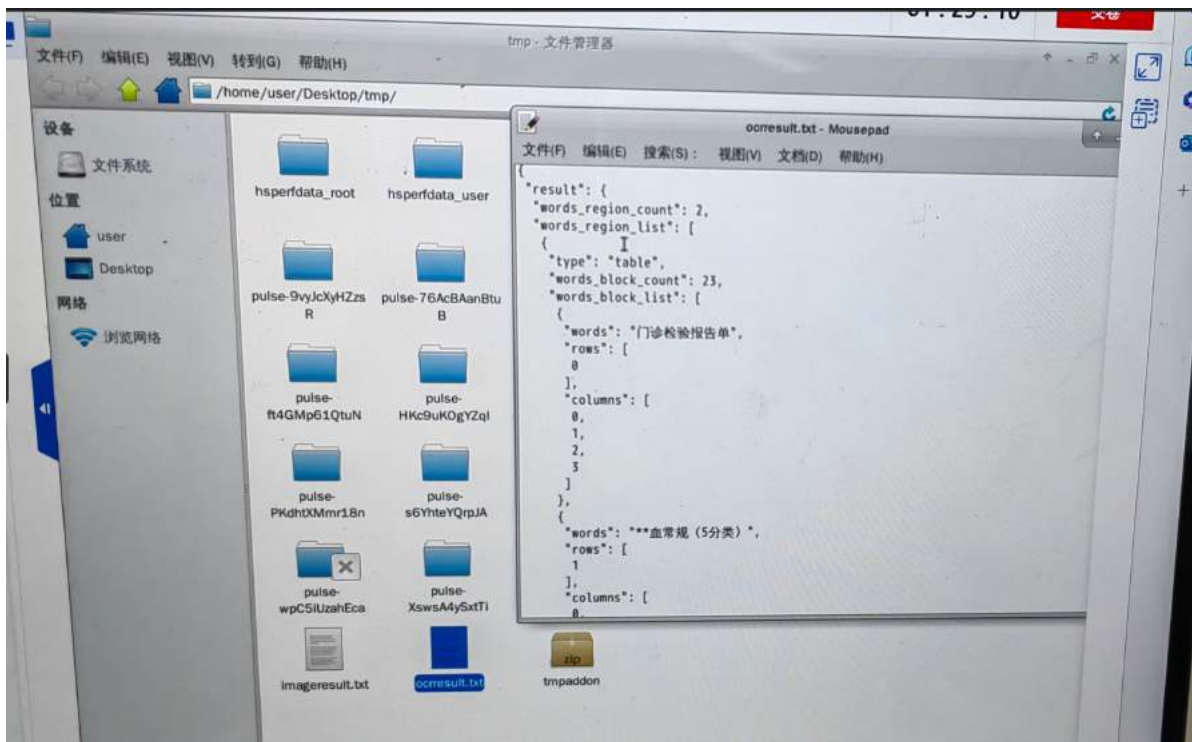 tmp - 文件管理器
文件(F) 编辑(E) 视图(V) 转到(G) 帮助(H)
/home/user/Desktop/tmp/
设备
文件系统
位置
user
Desktop
网络
浏览网络
hsperfdata_root
hsperfdata_user
pulse-9vyJcXyHZzs
R
pulse-76AcBAanBtu
B
pulse-
ft4GMp61QtuN
pulse-
HKc9uKOgYZqI
pulse-
PKdhtXMmr18n
pulse-
s6YhteYQrpJA
pulse-
wpC5iUzahEca
pulse-
XswsA4ySxtTi
imageresult.txt
ocrresult.txt
zip
tmpaddon
ocrresult.txt - Mousepad
文件(F) 编辑(E) 搜索(S): 视图(V) 文档(D) 帮助(H)
{
"result": {
"words_region_count": 2,
"words_region_list": [
{
"type": "table",
"words_block_count": 23,
"words_block_list": [
{
"words": "门诊检验报告单",
"rows": [
0
],
"columns": [
0,
1,
2,
3
]
},
{
"words": "**血常规（5分类）",
"rows": [
1
],
"columns": [
0,